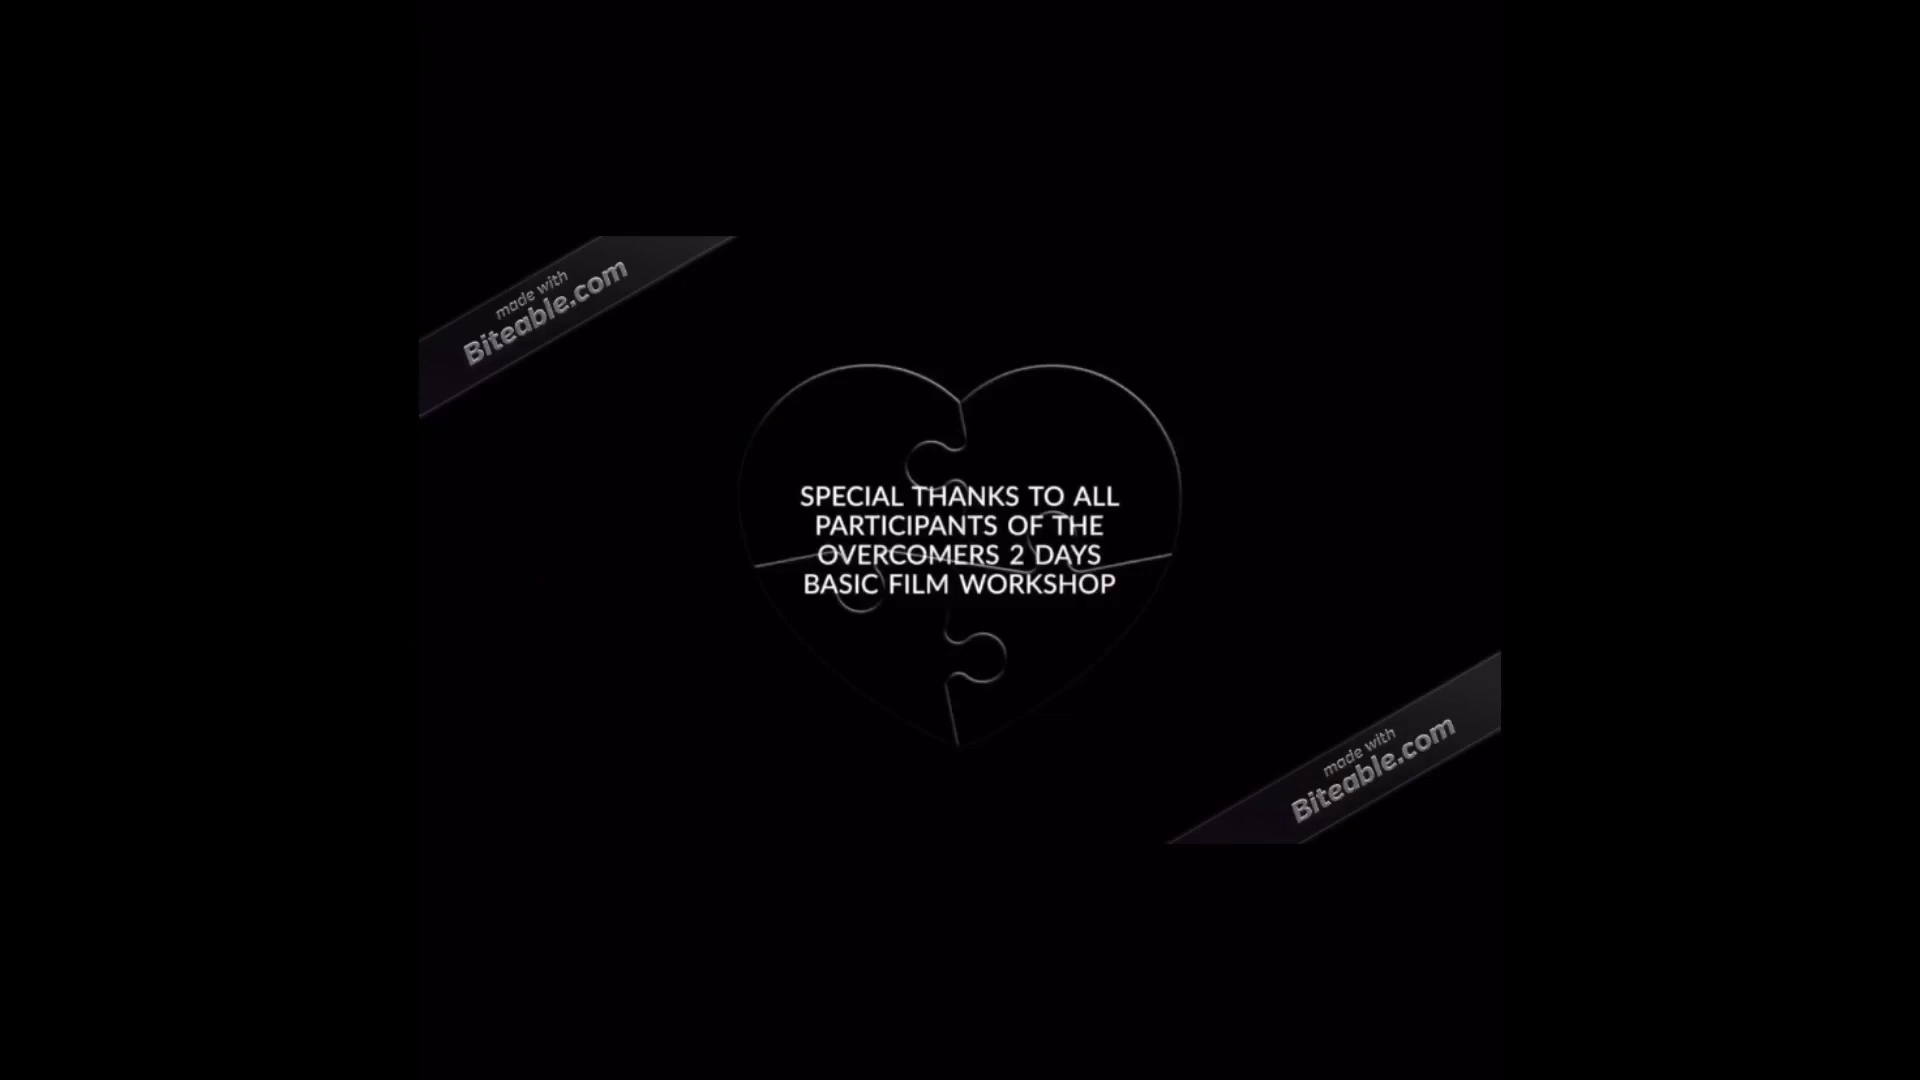 made with
Biteable.com
SPECIAL THANKS TO ALL
PARTICIPANTS OF THE
OVERCOMERS 2 DAYS
BASIC FILM WORKSHOP
made with
Biteable.com